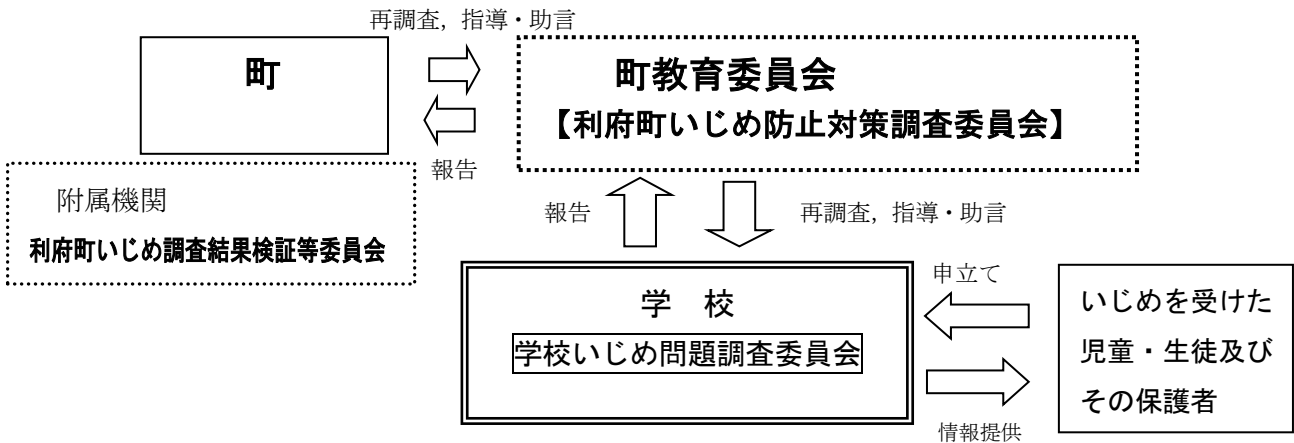 再調査，指導・助言
町
町教育委員会
【利府町いじめ防止対策調査委員会】
報告
附属機関
利府町いじめ調査結果検証等委員会
報告
再調査，指導・助言
学　校
学校いじめ問題調査委員会
申立て
いじめを受けた
児童・生徒及び
その保護者
情報提供